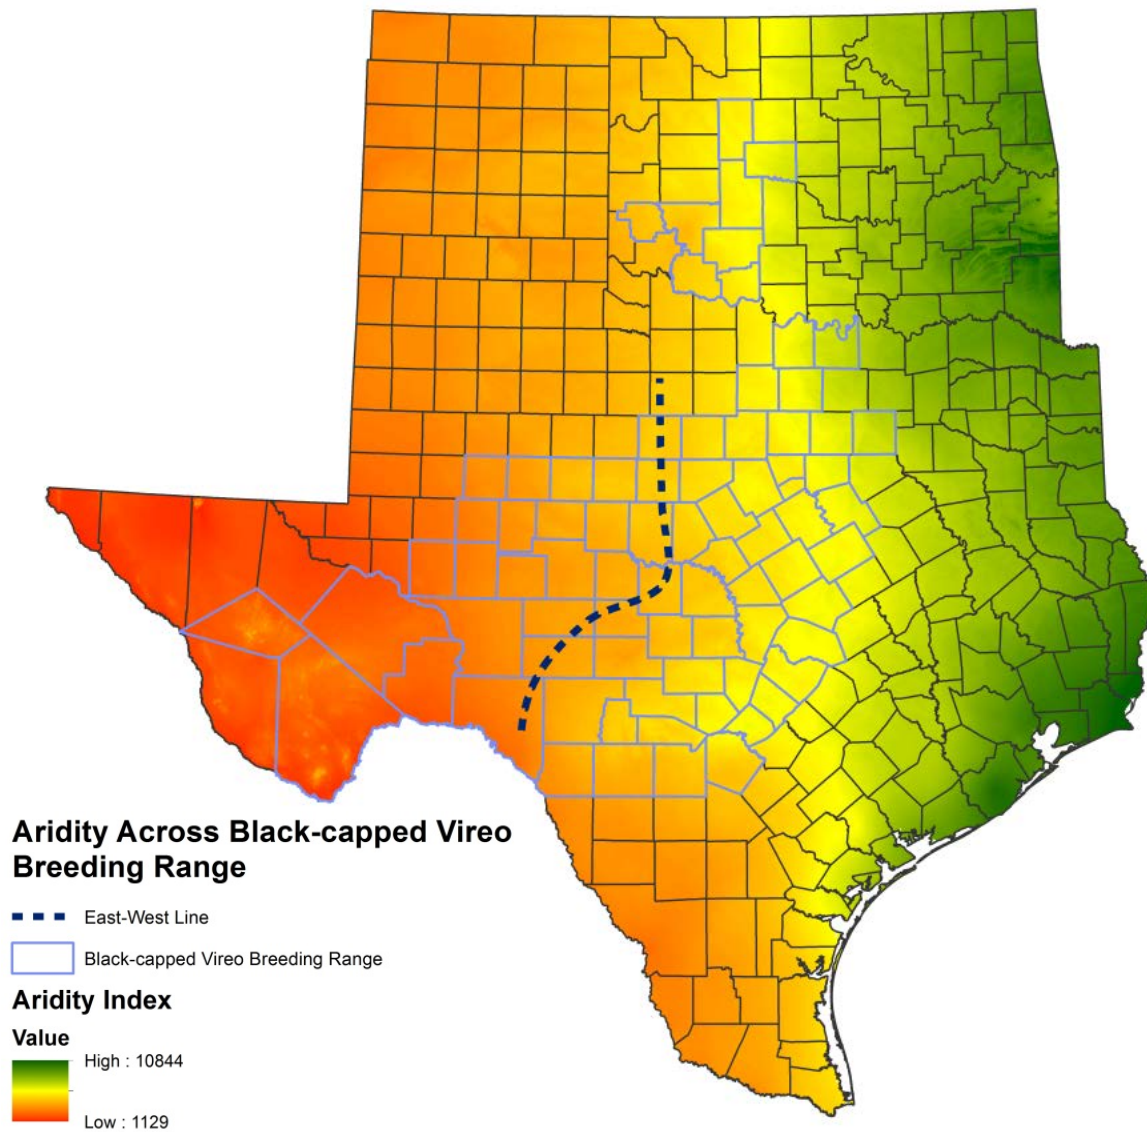 Aridity Across Black-capped Vireo
Breeding Range
East-West Line
Black-capped Vireo Breeding Range
Aridity Index
Value
High : 10844
Low : 1129